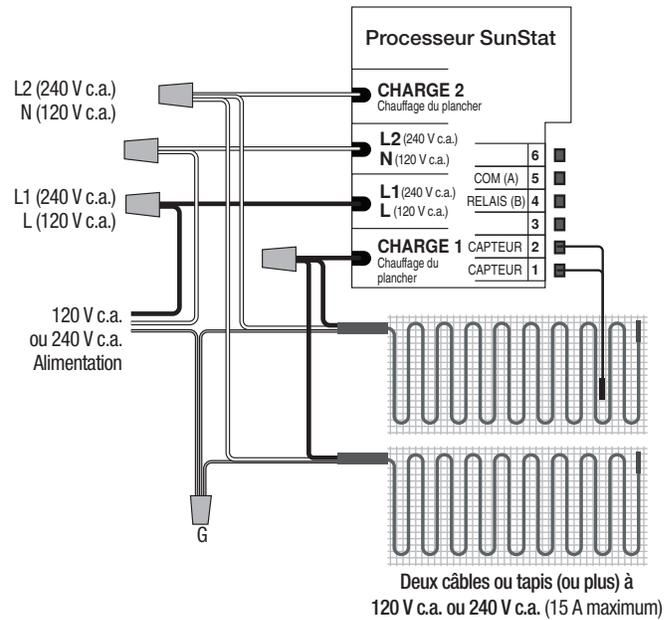 Processeur SunStat
L2 (240 V c.a.)
N (120 V c.a.)
CHARGE 2
Chauffage du plancher
L2 (240 V c.a.)
N (120 V c.a.)
L1 (240 V c.a.)
L (120 V c.a.)
L1 (240 V c.a.)
L (120 V c.a.)
CHARGE 1
Chauffage du
plancher
6
COM (A) 5
RELAIS (B) 4
3
CAPTEUR 2
CAPTEUR 1
120 V c.a.
ou 240 V c.a.
Alimentation
G
Deux câbles ou tapis (ou plus) à
120 V c.a. ou 240 V c.a. (15 A maximum)